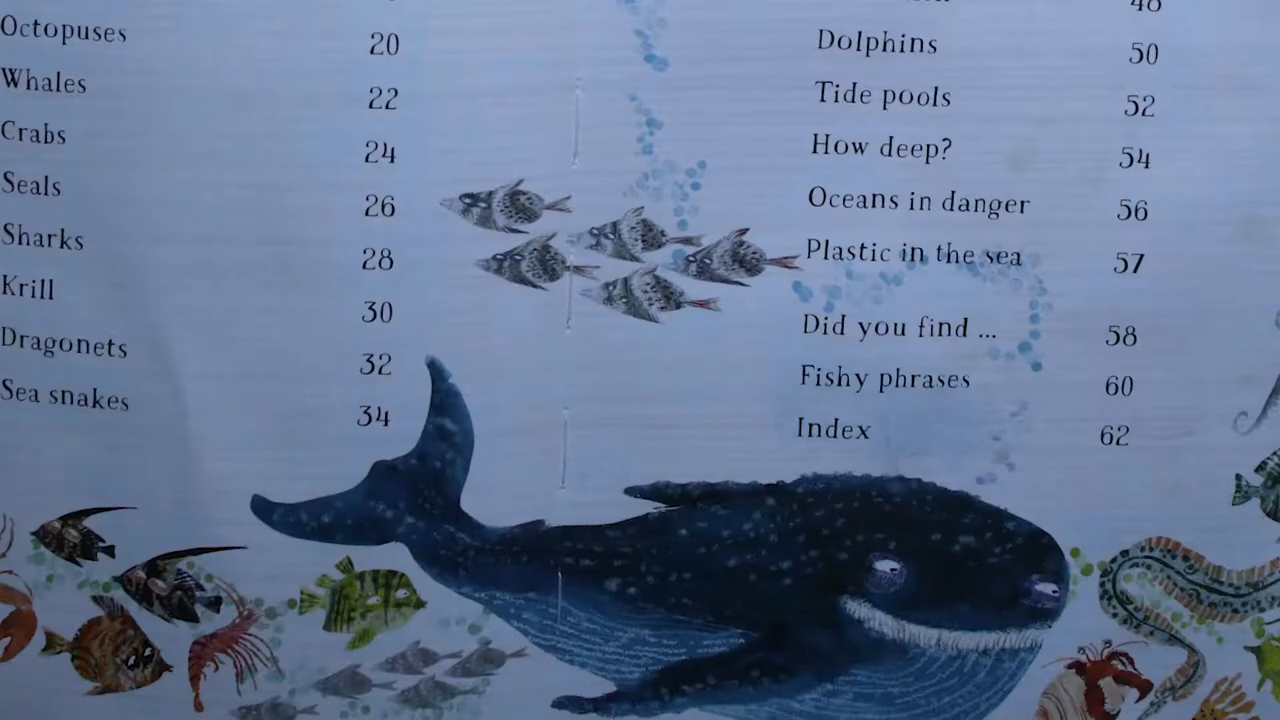 Octopuses 20
Whales 22
Crabs 24
Seals 26
Sharks 28
Krill 30
Dragonets 32
Sea snakes 34
48
Dolphins 50
Tide pools 52
How deep? 54
Oceans in danger 56
Plastic in the sea 57
Did you find ... 58
Fishy phrases 60
Index 62